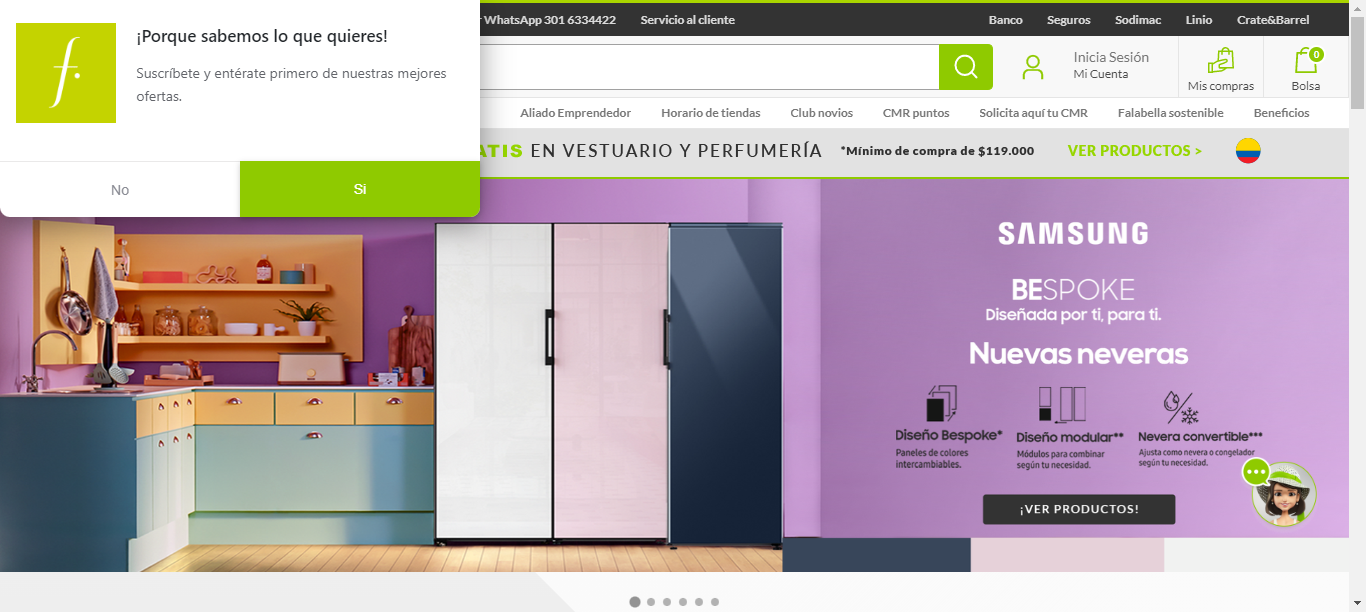 ¡Porque sabemos lo que quieres!
Suscríbete y entérate primero de nuestras mejores
ofertas.
No
Si
WhatsApp 301 6334422
Servicio al cliente
Banco
Seguros
Sodimac
Linio
Crate&Barrel
Inicia Sesión
Mi Cuenta
Mis compras
0
Bolsa
Aliado Emprendedor
Horario de tiendas
Club novios
CMR puntos
Solicita aquí tu CMR
Falabella sostenible
Beneficios
ATIS EN VESTUARIO Y PERFUMERÍA *Mínimo de compra de $119.000 VER PRODUCTOS >
SAMSUNG
BESPOKE
Diseñada por ti, para ti.
Nuevas neveras
Diseño Bespoke*
Paneles de colores
intercambiables.
Diseño modular**
Módulos para combinar
según tu necesidad.
Nevera convertible***
Ajusta como nevera o congelador
según tu necesidad.
¡VER PRODUCTOS!